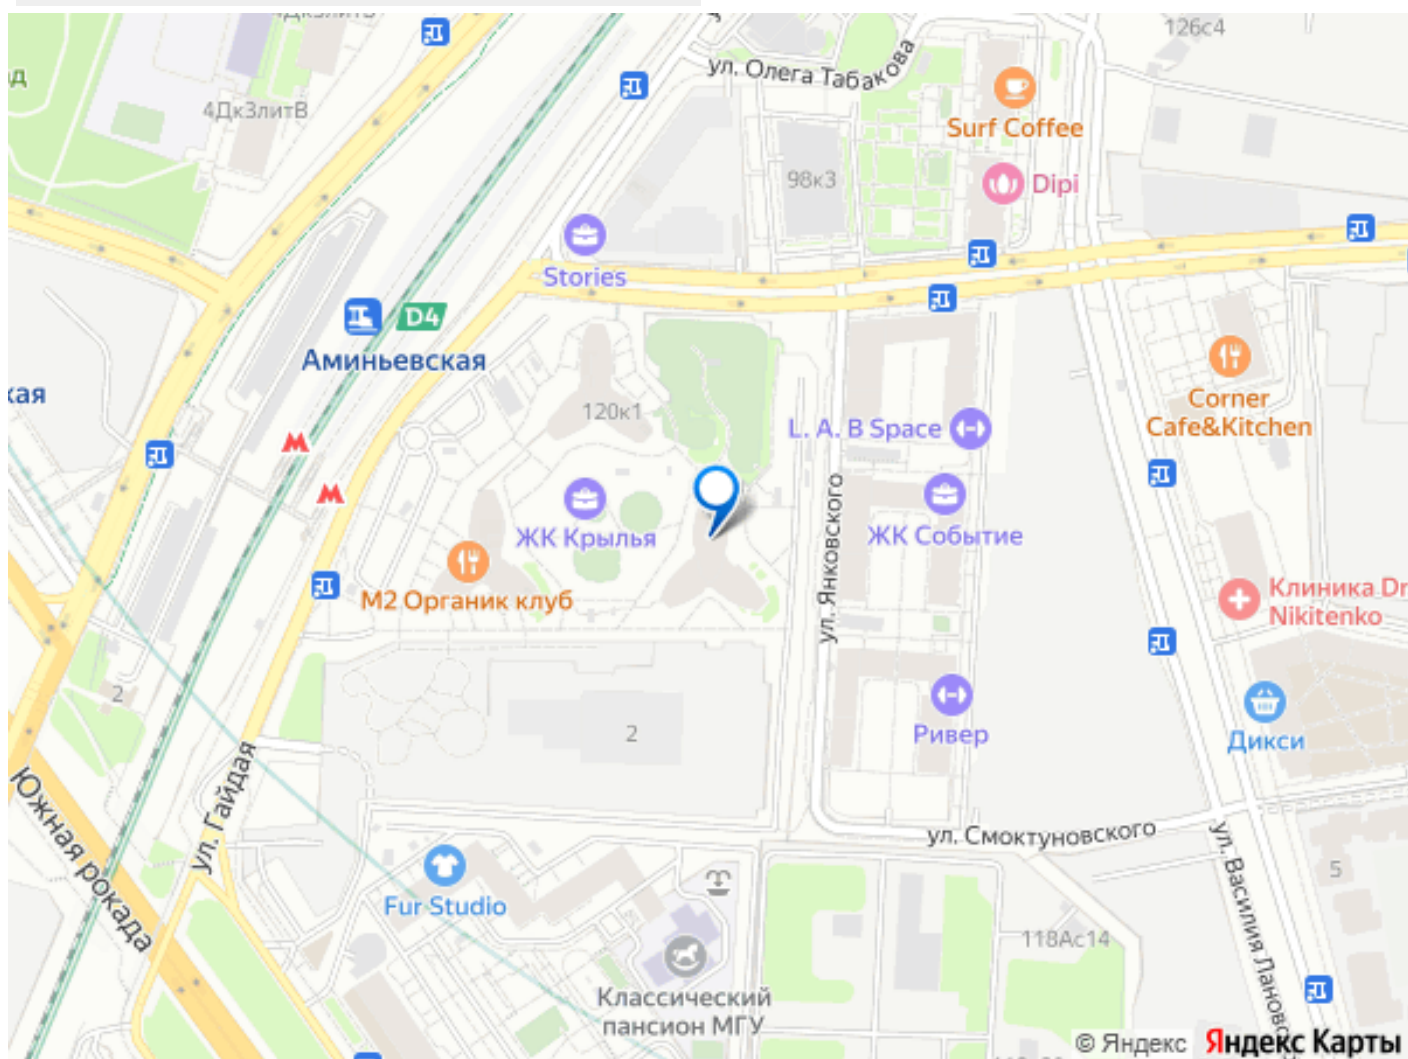 126с4
ул. Олега Табакова
4Дк3литВ
Surf Coffee
98к3
Dipi
Stories
D4
Аминьевская
кая
120к1
Corner
Cafe&Kitchen
L. A. B Space
ул. Янковского
ЖК Крылья
ЖК Событие
М2 Органик клуб
Клиника Dr
Nikitenko
2
2
Ривер
Дикси
Южная рокада
ул. Гайдая
ул. Смоктуновского
ул. Василия Лановс
5
Fur Studio
118Ас14
Классический
пансион МГУ
© Яндекс Яндекс Карты